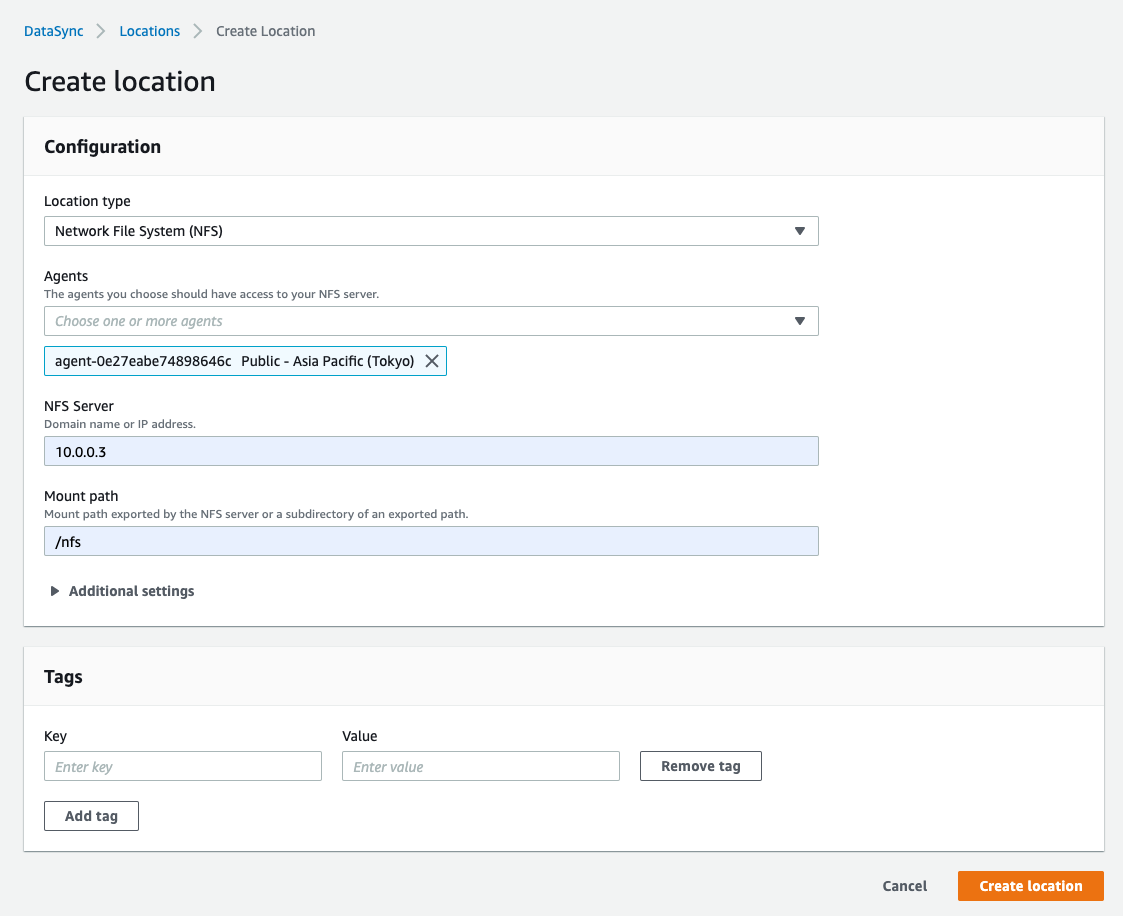 DataSync > Locations > Create Location
Create location
Configuration
Location type
Network File System (NFS)
Agents
The agents you choose should have access to your NFS server.
Choose one or more agents
agent-0e27eabe74898646c Public - Asia Pacific (Tokyo)
NFS Server
Domain name or IP address.
10.0.0.3
Mount path
Mount path exported by the NFS server or a subdirectory of an exported path.
/nfs
Additional settings
Tags
Key Value
Enter key Enter value Remove tag
Add tag
Cancel Create location